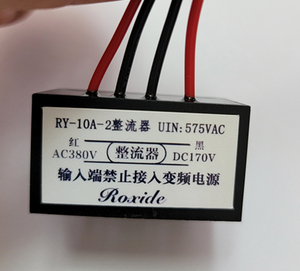 RY-10A-2整流器 UIN:575VAC
红 黑
AC380V 整流器 DC170V
输入端禁止接入变频电源
Roxide